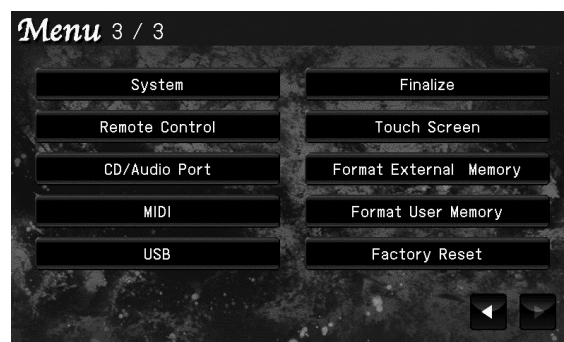 Menu 3 / 3
System
Remote Control
CD/Audio Port
MIDI
USB
Finalize
Touch Screen
Format External Memory
Format User Memory
Factory Reset